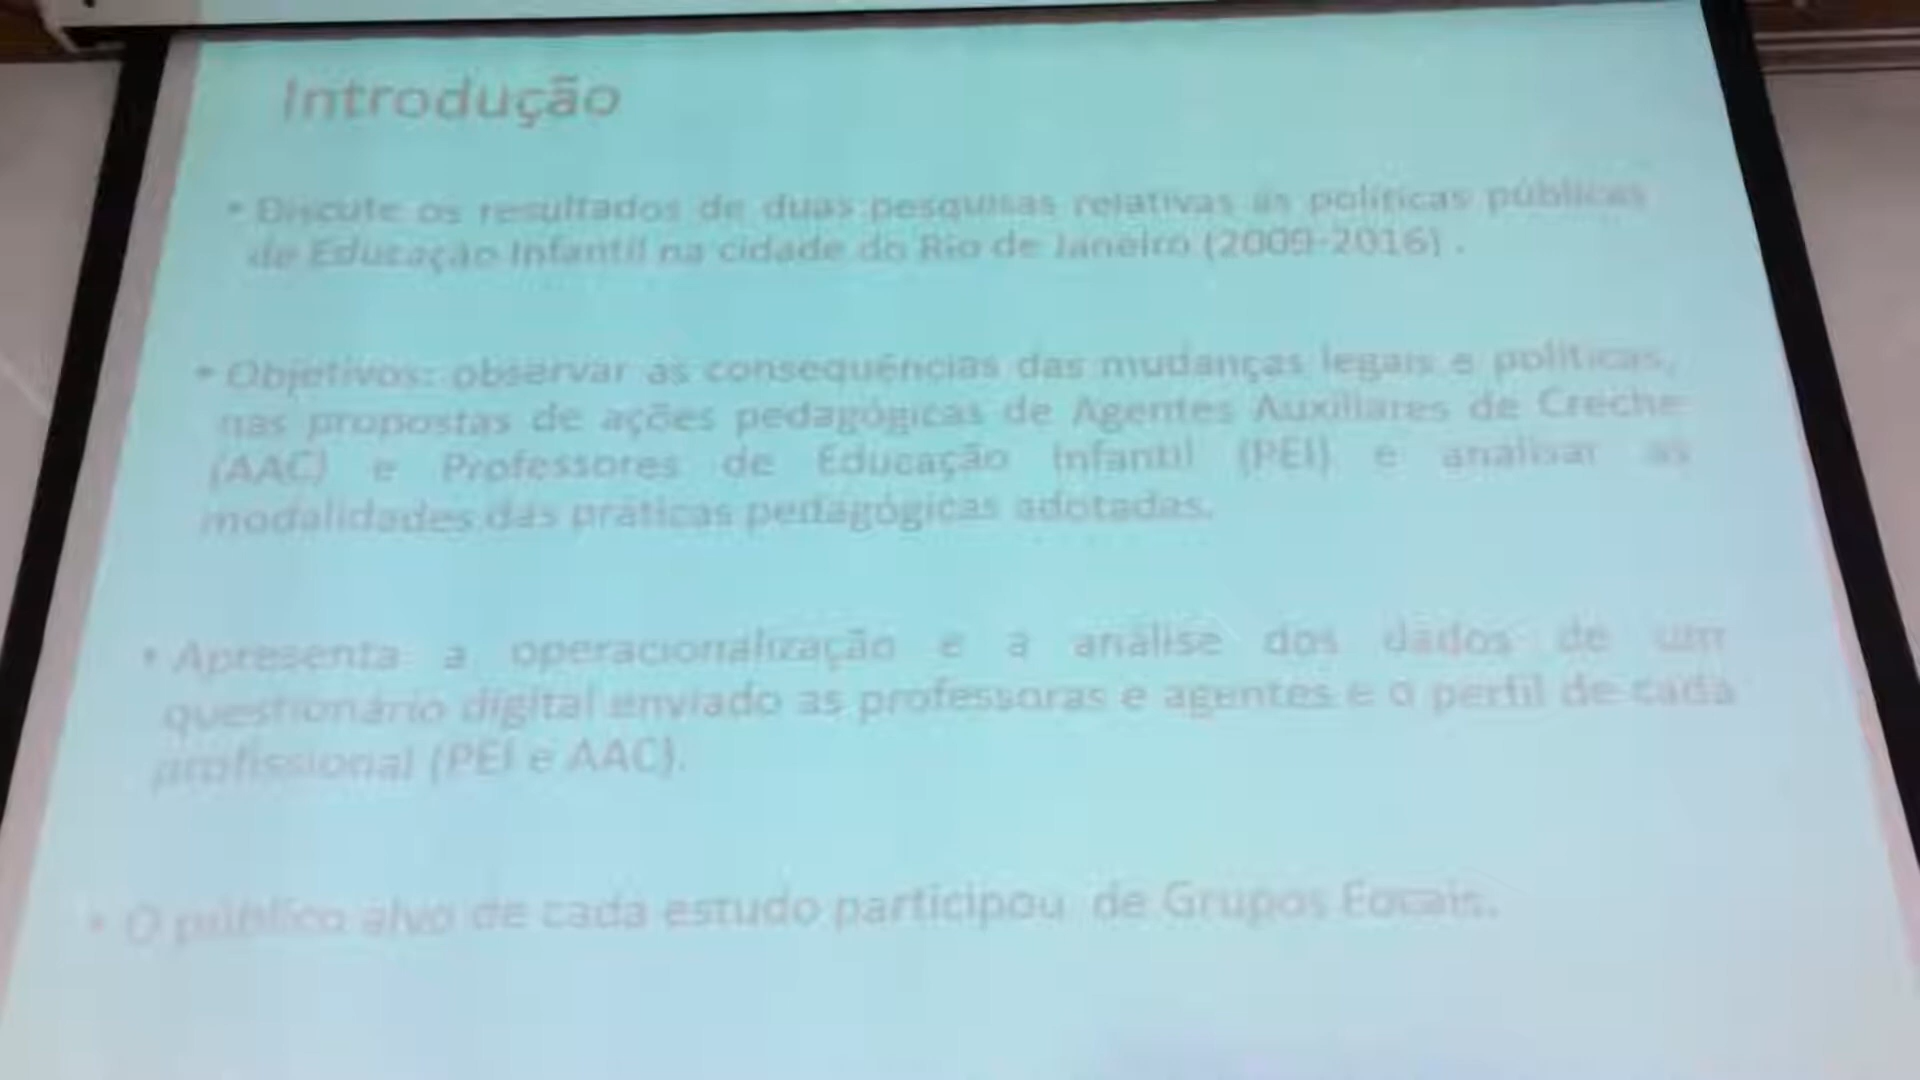 Introdução
• Discute os resultados de duas pesquisas relativas as políticas públicas
de Educação Infantil na cidade do Rio de Janeiro (2009-2016) .
• Objetivos: observar as consequências das mudanças legais e políticas,
nas propostas de ações pedagógicas de Agentes Auxiliares de Creche
(AAC) e Professores de Educação Infantil (PEI) e analisar as
modalidades das práticas pedagógicas adotadas.
• Apresenta a operacionalização e a análise dos dados de um
questionário digital enviado as professoras e agentes e o perfil de cada
profissional (PEI e AAC).
• O público alvo de cada estudo participou de Grupos Focais.